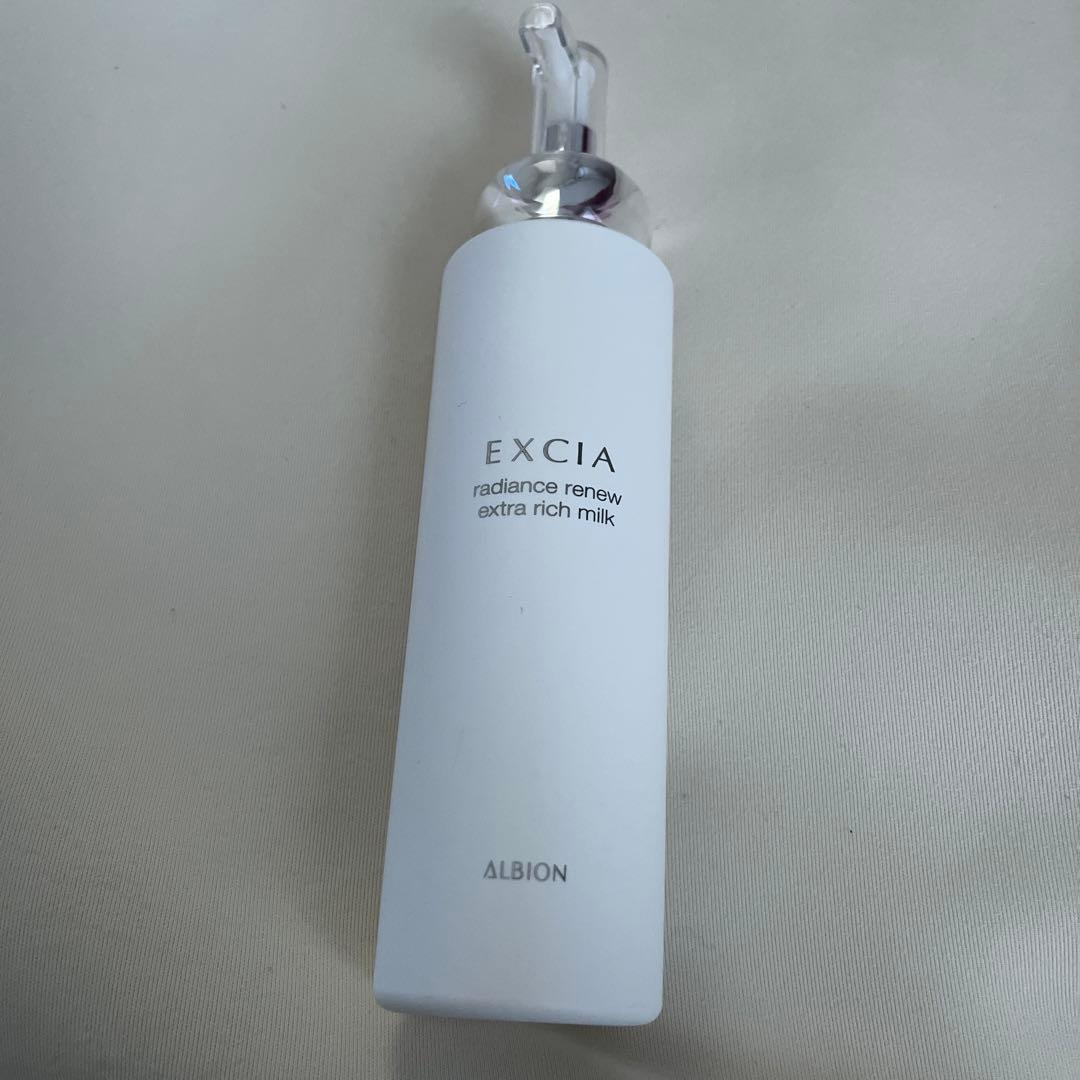 EXCIA
radiance renew
extra rich milk
ALBION